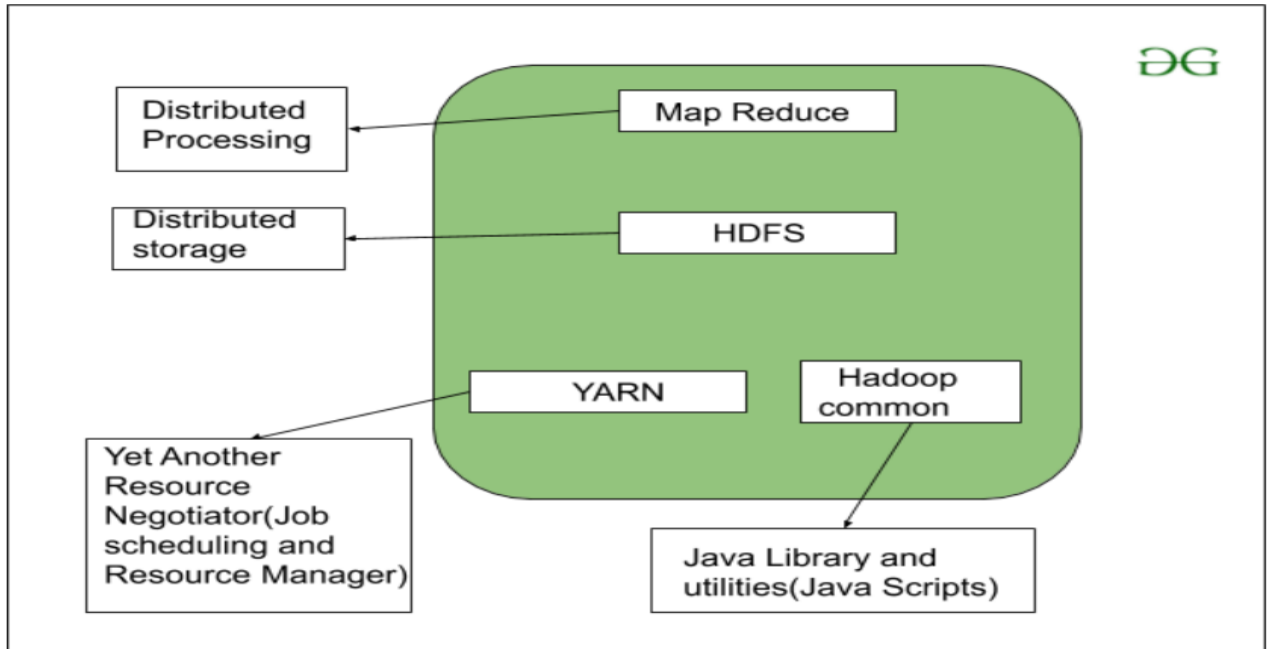 Distributed
Processing
Map Reduce
Distributed
storage
HDFS
YARN
Hadoop
common
Yet Another
Resource
Negotiator(Job
scheduling and
Resource Manager)
Java Library and
utilities(Java Scripts)